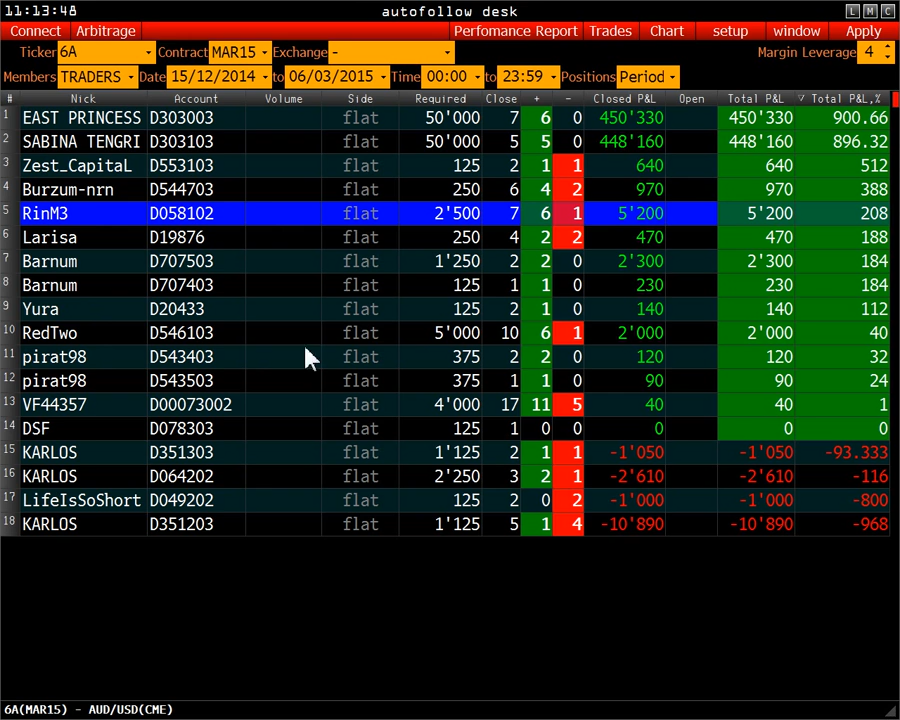 11:13:48 autofollow desk L M C
Connect Arbitrage Perfomance Report Trades Chart setup window Apply
Ticker 6A Contract MAR15 Exchange - Margin Leverage 4
Members TRADERS Date 15/12/2014 to 06/03/2015 Time 00:00 to 23:59 Positions Period
# Nick Account Volume Side Required Close + - Closed P&L Open Total P&L Total P&L,%
1 EAST PRINCESS D303003 flat 50'000 7 6 0 450'330 450'330 900.66
2 SABINA TENGRI D303103 flat 50'000 5 5 0 448'160 448'160 896.32
3 Zest_CapitaL D553103 flat 125 2 1 1 640 640 512
4 Burzum-nrn D544703 flat 250 6 4 2 970 970 388
5 RinM3 D058102 flat 2'500 7 6 1 5'200 5'200 208
6 Larisa D19876 flat 250 4 2 2 470 470 188
7 Barnum D707503 flat 1'250 2 2 0 2'300 2'300 184
8 Barnum D707403 flat 125 1 1 0 230 230 184
9 Yura D20433 flat 125 2 1 0 140 140 112
10 RedTwo D546103 flat 5'000 10 6 1 2'000 2'000 40
11 pirat98 D543403 flat 375 2 2 0 120 120 32
12 pirat98 D543503 flat 375 1 1 0 90 90 24
13 VF44357 D00073002 flat 4'000 17 11 5 40 40 1
14 DSF D078303 flat 125 1 0 0 0 0 0
15 KARLOS D351303 flat 1'125 2 1 1 -1'050 -1'050 -93.333
16 KARLOS D064202 flat 2'250 3 2 1 -2'610 -2'610 -116
17 LifeIsSoShort D049202 flat 125 2 0 2 -1'000 -1'000 -800
18 KARLOS D351203 flat 1'125 5 1 4 -10'890 -10'890 -968
6A(MAR15) - AUD/USD(CME)